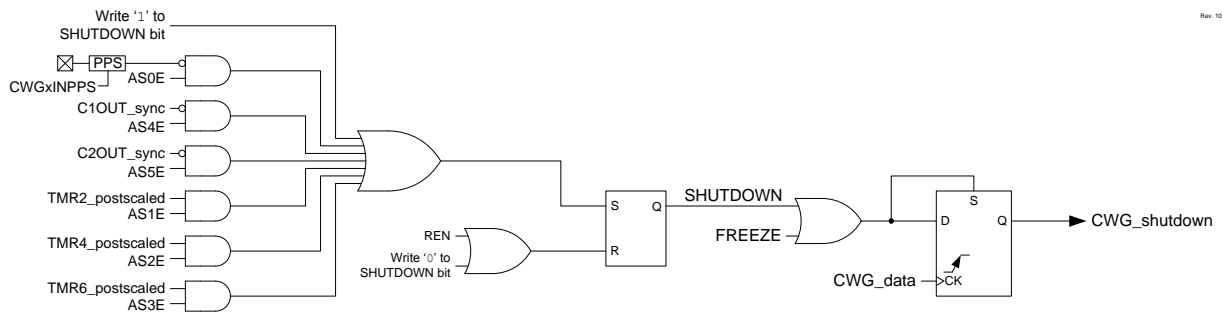 Write '1' to
SHUTDOWN bit
Rev. 10
PPS
AS0E
CWGxINPPS
C1OUT_sync
AS4E
C2OUT_sync
AS5E
TMR2_postscaled
AS1E
TMR4_postscaled
AS2E
TMR6_postscaled
AS3E
REN
Write '0' to
SHUTDOWN bit
S
Q
R
SHUTDOWN
FREEZE
S
D
Q
CWG_data
CK
CWG_shutdown